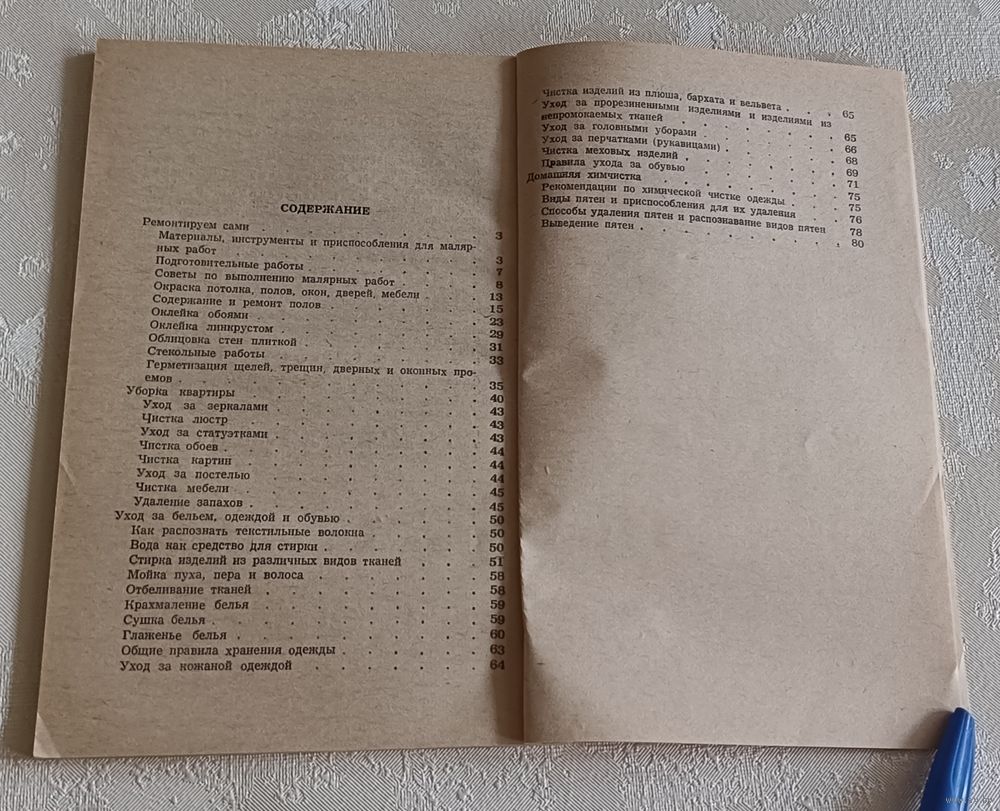 СОДЕРЖАНИЕ
Ремонтируем сами . . . . . . . . 3
Материалы, инструменты и приспособления для маляр-
ных работ . . . . . . . . 3
Подготовительные работы . . . . . . 7
Советы по выполнению малярных работ . . . 8
Окраска потолка, полов, окон, дверей, мебели . . 13
Содержание и ремонт полов . . . . . . 15
Оклейка обоями . . . . . . . . 23
Оклейка линкрустом . . . . . . . 29
Облицовка стен плиткой . . . . . . 31
Стекольные работы . . . . . . . 33
Герметизация щелей, трещин, дверных и оконных про-
емов . . . . . . . . . . 35
Уборка квартиры . . . . . . . . 40
Уход за зеркалами . . . . . . . 43
Чистка люстр . . . . . . . . 43
Уход за статуэтками . . . . . . . 43
Чистка обоев . . . . . . . . 44
Чистка картин . . . . . . . . 44
Уход за постелью . . . . . . . 44
Чистка мебели . . . . . . . . 45
Удаление запахов . . . . . . . 45
Уход за бельем, одеждой и обувью . . . . . 50
Как распознать текстильные волокна . . . . 50
Вода как средство для стирки . . . . . 50
Стирка изделий из различных видов тканей . . . 51
Мойка пуха, пера и волоса . . . . . . 58
Отбеливание тканей . . . . . . . 58
Крахмаление белья . . . . . . . 59
Сушка белья . . . . . . . . . 59
Глаженье белья . . . . . . . . 60
Общие правила хранения одежды . . . . . 63
Уход за кожаной одеждой . . . . . . 64
Чистка изделий из плюша, бархата и вельвета . . . 65
Уход за прорезиненными изделиями и изделиями из
непромокаемых тканей . . . . . . . 65
Уход за головными уборами . . . . . . 66
Уход за перчатками (рукавицами) . . . . . 68
Чистка меховых изделий . . . . . . 69
Правила ухода за обувью . . . . . . 71
Домашняя химчистка . . . . . . . 75
Рекомендации по химической чистке одежды . . . 75
Виды пятен и приспособления для их удаления . . 76
Способы удаления пятен и распознавание видов пятен 78
Выведение пятен . . . . . . . . 80